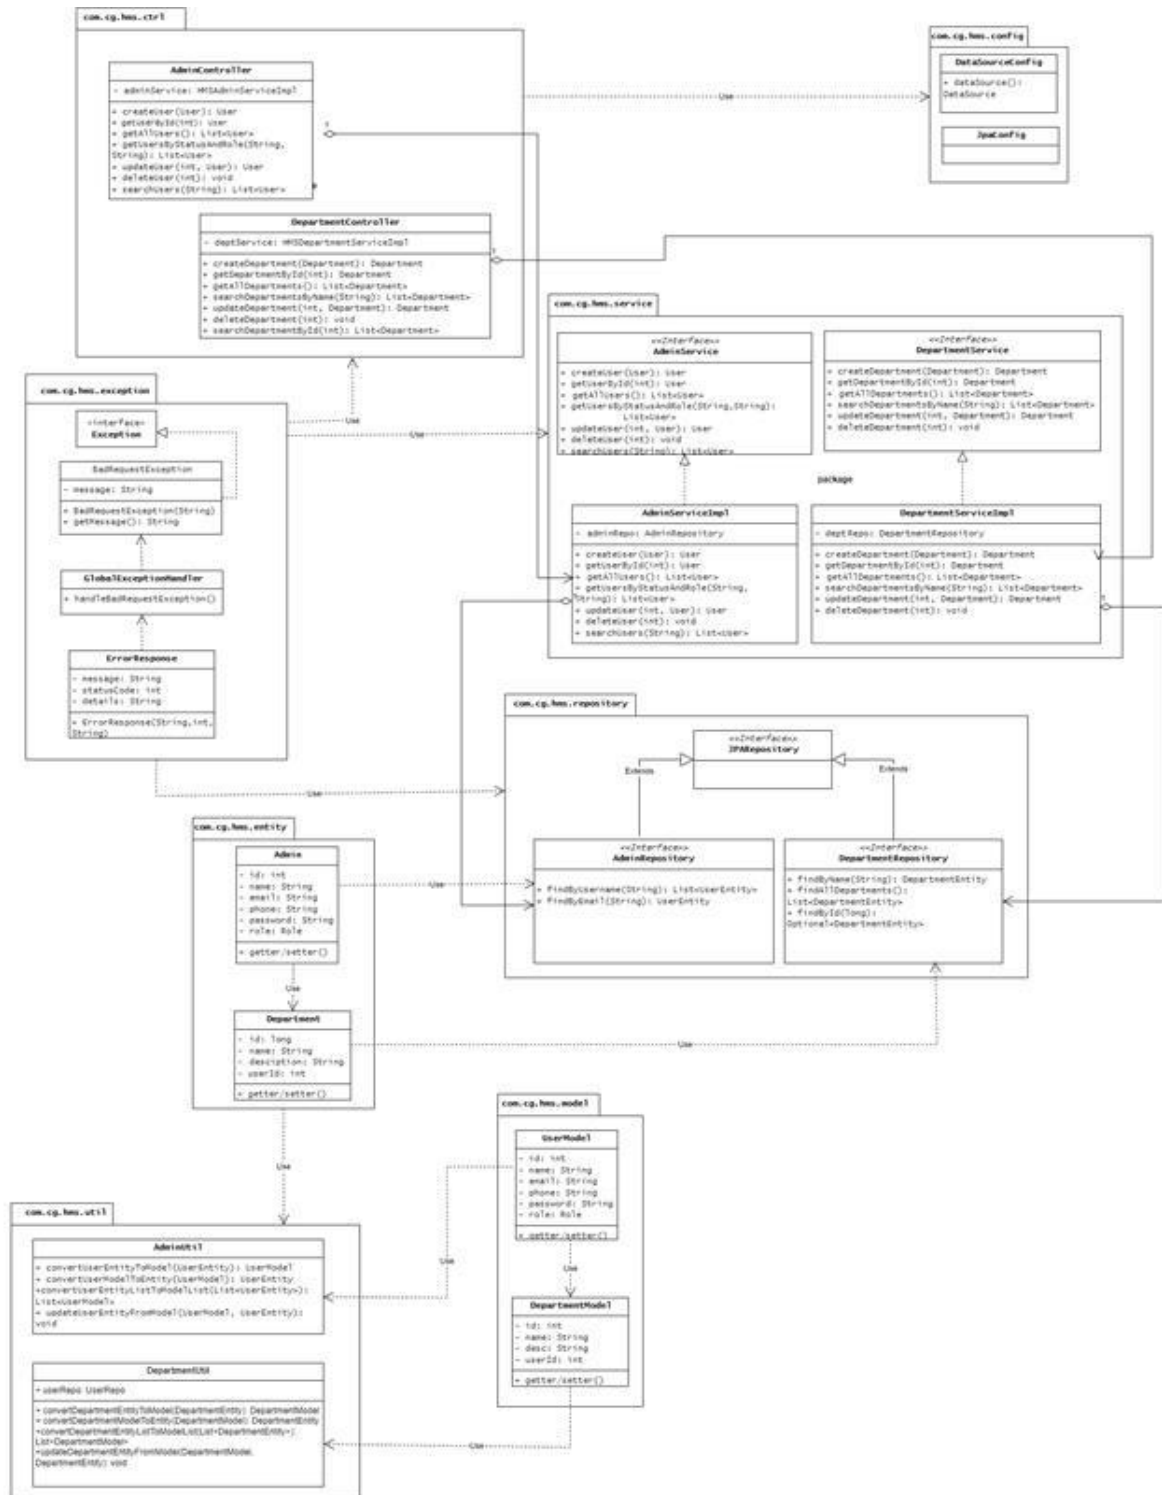 com.cg.hms.ctrl
AdminController
- adminService: HMSAdminServiceImpl
+ createUser(User): User
+ getUserById(int): User
+ getAllUsers(): List<User>
+ getUsersByStatusAndRole(String,
String): List<User>
+ updateUser(int, User): User
+ deleteUser(int): void
+ searchUsers(String): List<User>
DepartmentController
- deptService: HMSDepartmentServiceImpl
+ createDepartment(Department): Department
+ getDepartmentById(int): Department
+ getAllDepartments(): List<Department>
+ searchDepartmentsByName(String): List<Department>
+ updateDepartment(int, Department): Department
+ deleteDepartment(int): void
+ searchDepartmentById(int): List<Department>
Use
com.cg.hms.config
DataSourceConfig
+ dataSource():
DataSource
JpaConfig
com.cg.hms.service
<<Interface>>
AdminService
+ createUser(User): User
+ getUserById(int): User
+ getAllUsers(): List<User>
+ getUsersByStatusAndRole(String,String):
List<User>
+ updateUser(int, User): User
+ deleteUser(int): void
+ searchUsers(String): List<User>
<<Interface>>
DepartmentService
+ createDepartment(Department): Department
+ getDepartmentById(int): Department
+ getAllDepartments(): List<Department>
+ searchDepartmentsByName(String): List<Department>
+ updateDepartment(int, Department): Department
+ deleteDepartment(int): void
package
AdminServiceImpl
- adminRepo: AdminRepository
+ createUser(User): User
+ getUserById(int): User
+ getAllUsers(): List<User>
+ getUsersByStatusAndRole(String,
String): List<User>
+ updateUser(int, User): User
+ deleteUser(int): void
+ searchUsers(String): List<User>
DepartmentServiceImpl
- deptRepo: DepartmentRepository
+ createDepartment(Department): Department
+ getDepartmentById(int): Department
+ getAllDepartments(): List<Department>
+ searchDepartmentsByName(String): List<Department>
+ updateDepartment(int, Department): Department
+ deleteDepartment(int): void
com.cg.hms.exception
<interface>
Exception
BadRequestException
- message: String
+ BadRequestException(String)
+ getMessage(): String
GlobalExceptionHandler
+ handleBadRequestException()
ErrorResponse
- message: String
- statusCode: int
- details: String
+ ErrorResponse(String,int,
String)
Use
Use
Use
com.cg.hms.repository
<<Interface>>
JPARepository
Extends
Extends
<<Interface>>
AdminRepository
+ findByUsername(String): List<UserEntity>
+ findByEmail(String): UserEntity
<<Interface>>
DepartmentRepository
+ findByName(String): DepartmentEntity
+ findAllDepartments():
List<DepartmentEntity>
+ findById(long):
Optional<DepartmentEntity>
com.cg.hms.entity
Admin
- id: int
- name: String
- email: String
- phone: String
- password: String
- role: Role
+ getter/setter()
Use
Use
Department
- id: long
- name: String
- desciption: String
- userId: int
+ getter/setter()
Use
Use
com.cg.hms.model
UserModel
- id: int
- name: String
- email: String
- phone: String
- password: String
- role: Role
+ getter/setter()
Use
Use
DepartmentModel
- id: int
- name: String
- desc: String
- userId: int
+ getter/setter()
Use
com.cg.hms.util
AdminUtil
+ convertUserEntityToModel(UserEntity): UserModel
+ convertUserModelToEntity(UserModel): UserEntity
+convertUserEntityListToModelList(List<UserEntity>):
List<UserModel>
+ updateUserEntityFromModel(UserModel, UserEntity):
void
DepartmentUtil
+ userRepo UserRepo
+ convertDepartmentEntityToModel(DepartmentEntity) DepartmentModel
+ convertDepartmentModelToEntity(DepartmentModel) DepartmentEntity
+convertDepartmentEntityListToModelList(List<DepartmentEntity>)
List<DepartmentModel>
+updateDepartmentEntityFromModel(DepartmentModel,
DepartmentEntity) void